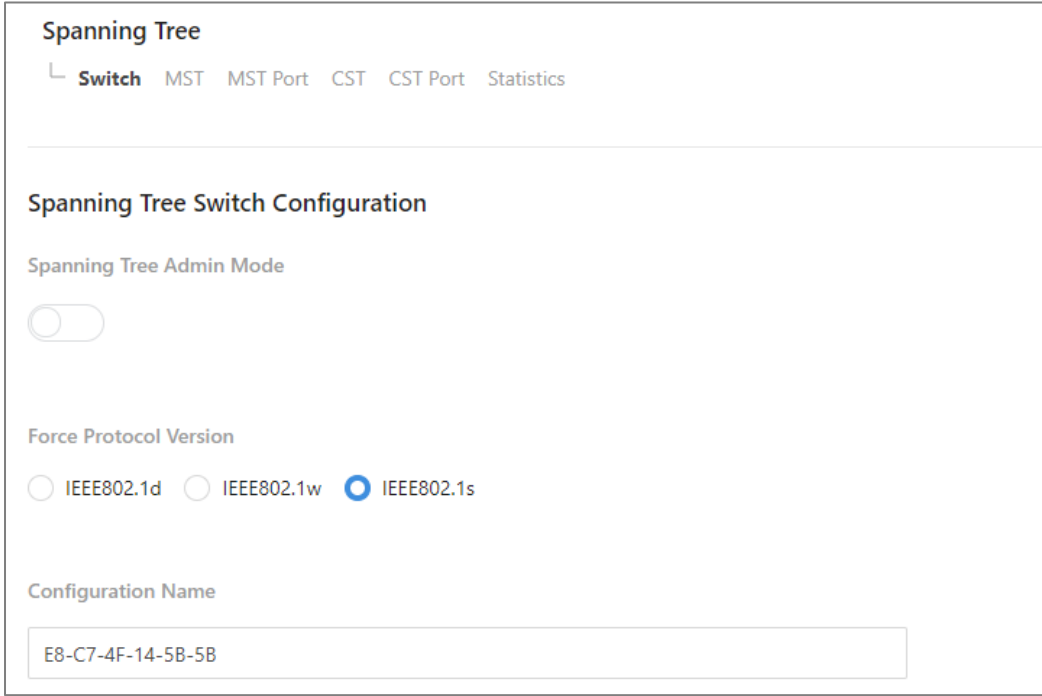 Spanning Tree
Switch MST MST Port CST CST Port Statistics
Spanning Tree Switch Configuration
Spanning Tree Admin Mode
Force Protocol Version
IEEE802.1d IEEE802.1w IEEE802.1s
Configuration Name
E8-C7-4F-14-5B-5B